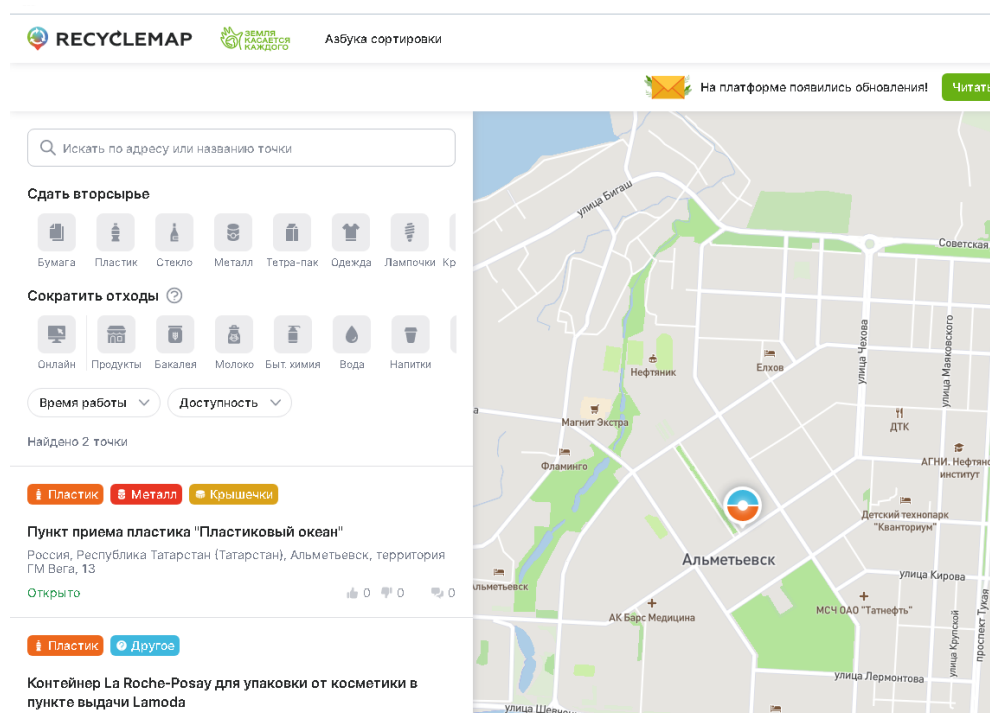 RECYCLEMAP
ЗЕМЛЯ
КАСАЕТСЯ
КАЖДОГО
Азбука сортировки
На платформе появились обновления!
Читать
Искать по адресу или названию точки
Сдать вторсырье
Бумага Пластик Стекло Металл Тетра-пак Одежда Лампочки Кр
Сократить отходы
Онлайн Продукты Бакалея Молоко Быт. химия Вода Напитки
Время работы Доступность
Найдено 2 точки
Пластик Металл Крышечки
Пункт приема пластика "Пластиковый океан"
Россия, Республика Татарстан {Татарстан}, Альметьевск, территория
ГМ Вега, 13
Открыто 0 0 0
Пластик Другое
Контейнер La Roche-Posay для упаковки от косметики в
пункте выдачи Lamoda
улица Бигаш
Советская
улица Чехова
улица Маяковского
Нефтяник
Елхов
Магнит Экстра
ДТК
Фламинго
АГНИ. Нефтяно
институт
Детский технопарк
"Кванториум"
Альметьевск
улица Кирова
льметьевск
АК Барс Медицина
МСЧ ОАО "Татнефть"
проспект Тукая
улица Крупской
улица Лермонтова
улица Шевчен